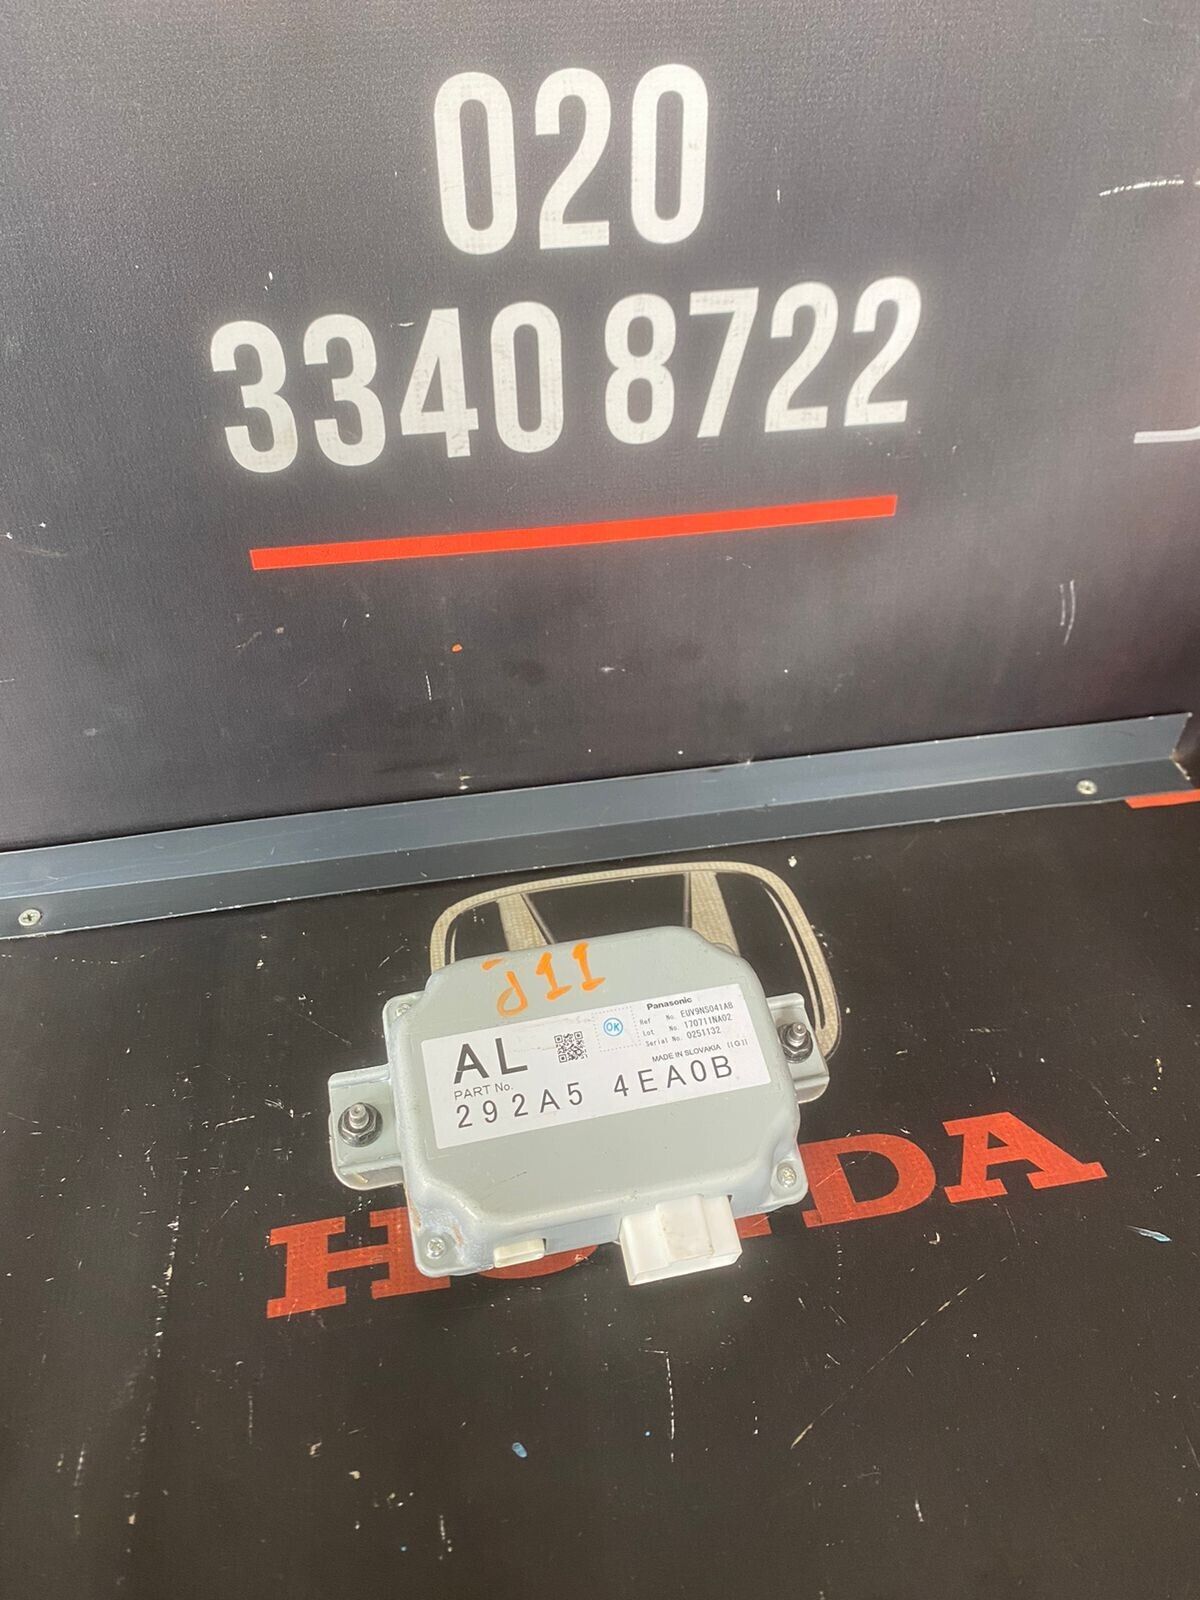 020
3340 8722
J11
Panasonic
OK
Ref No. EUV9NS041AB
Lot No. 170711NA02
Serial No. 0251132
AL
MADE IN SLOVAKIA
PART No.
292A5 4EA0B
HONDA